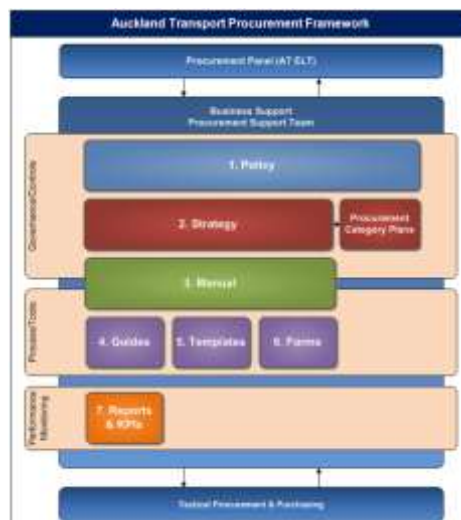 Auckland Transport Procurement Framework
Procurement Panel (AT ELT)
Business Support
Procurement Support Team
Governance/Controls
1. Policy
2. Strategy
Procurement
Category Plans
3. Manual
Process/Tools
4. Guides
5. Templates
6. Forms
Performance
Monitoring
7. Reports
& KPIs
Tactical Procurement & Purchasing